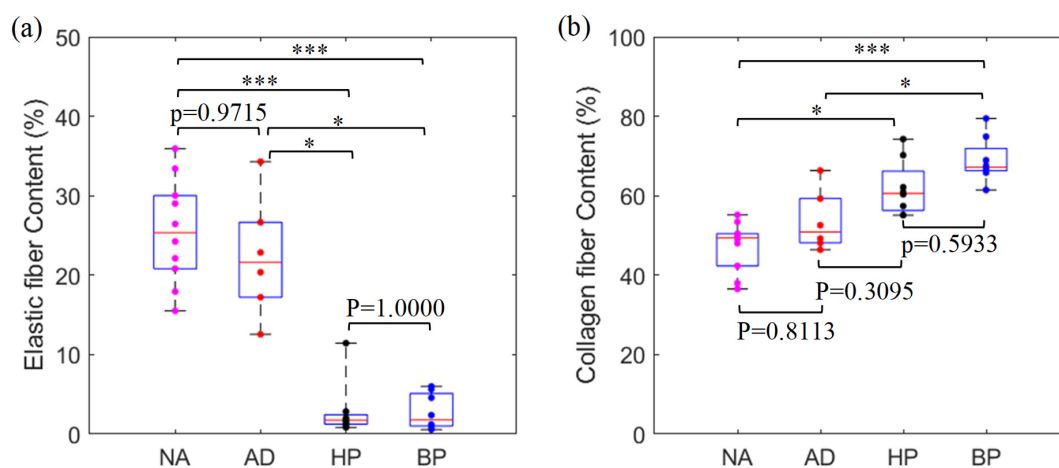 (a)
Elastic fiber Content (%)
50
40
30
20
10
0
***
***
p=0.9715
*
*
P=1.0000
NA AD HP BP
(b)
Collagen fiber Content (%)
100
80
60
40
20
0
***
*
*
p=0.5933
P=0.3095
P=0.8113
NA AD HP BP